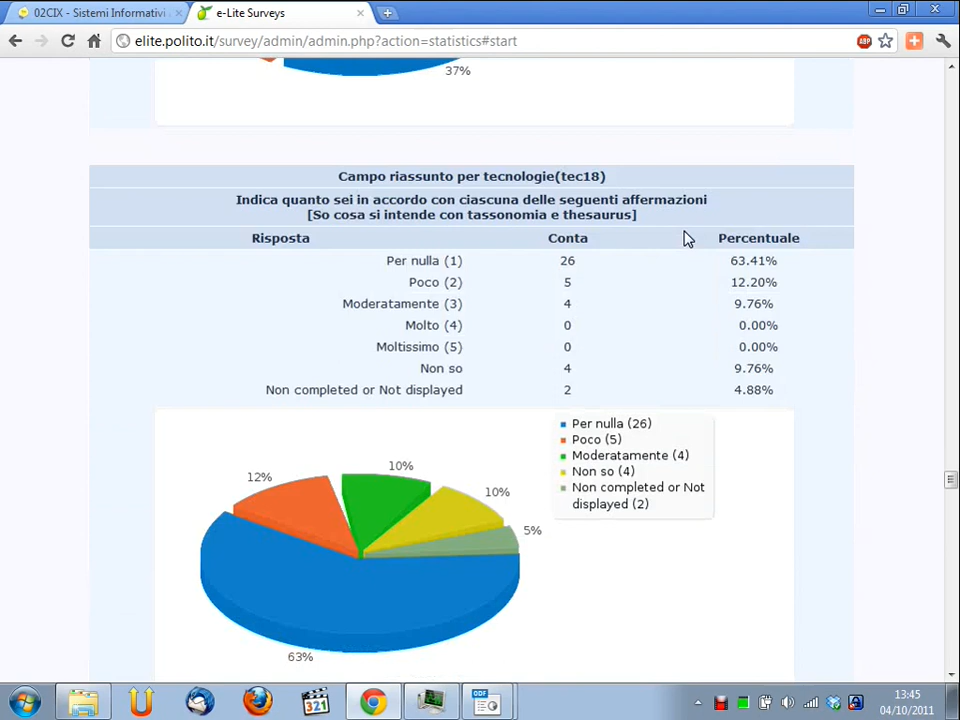 02CIX - Sistemi Informativi
e-Lite Surveys
elite.polito.it/survey/admin/admin.php?action=statistics#start
ABP
37%
Campo riassunto per tecnologie(tec18)
Indica quanto sei in accordo con ciascuna delle seguenti affermazioni
[So cosa si intende con tassonomia e thesaurus]
Risposta Conta Percentuale
Per nulla (1) 26 63.41%
Poco (2) 5 12.20%
Moderatamente (3) 4 9.76%
Molto (4) 0 0.00%
Moltissimo (5) 0 0.00%
Non so 4 9.76%
Non completed or Not displayed 2 4.88%
Per nulla (26)
Poco (5)
Moderatamente (4)
Non so (4)
Non completed or Not
displayed (2)
12%
10%
10%
5%
63%
321
ODF
13:45
04/10/2011